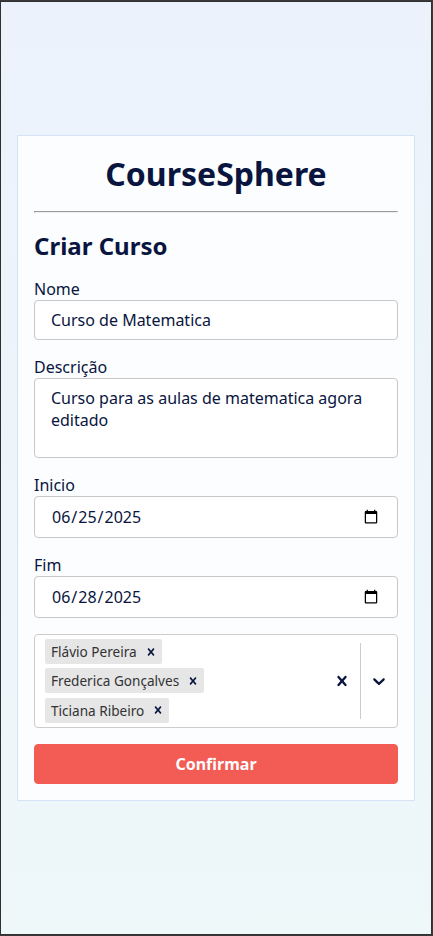 CourseSphere
Criar Curso
Nome
Curso de Matematica
Descrição
Curso para as aulas de matematica agora
editado
Inicio
06/25/2025
Fim
06/28/2025
Flávio Pereira
Frederica Gonçalves
Ticiana Ribeiro
Confirmar